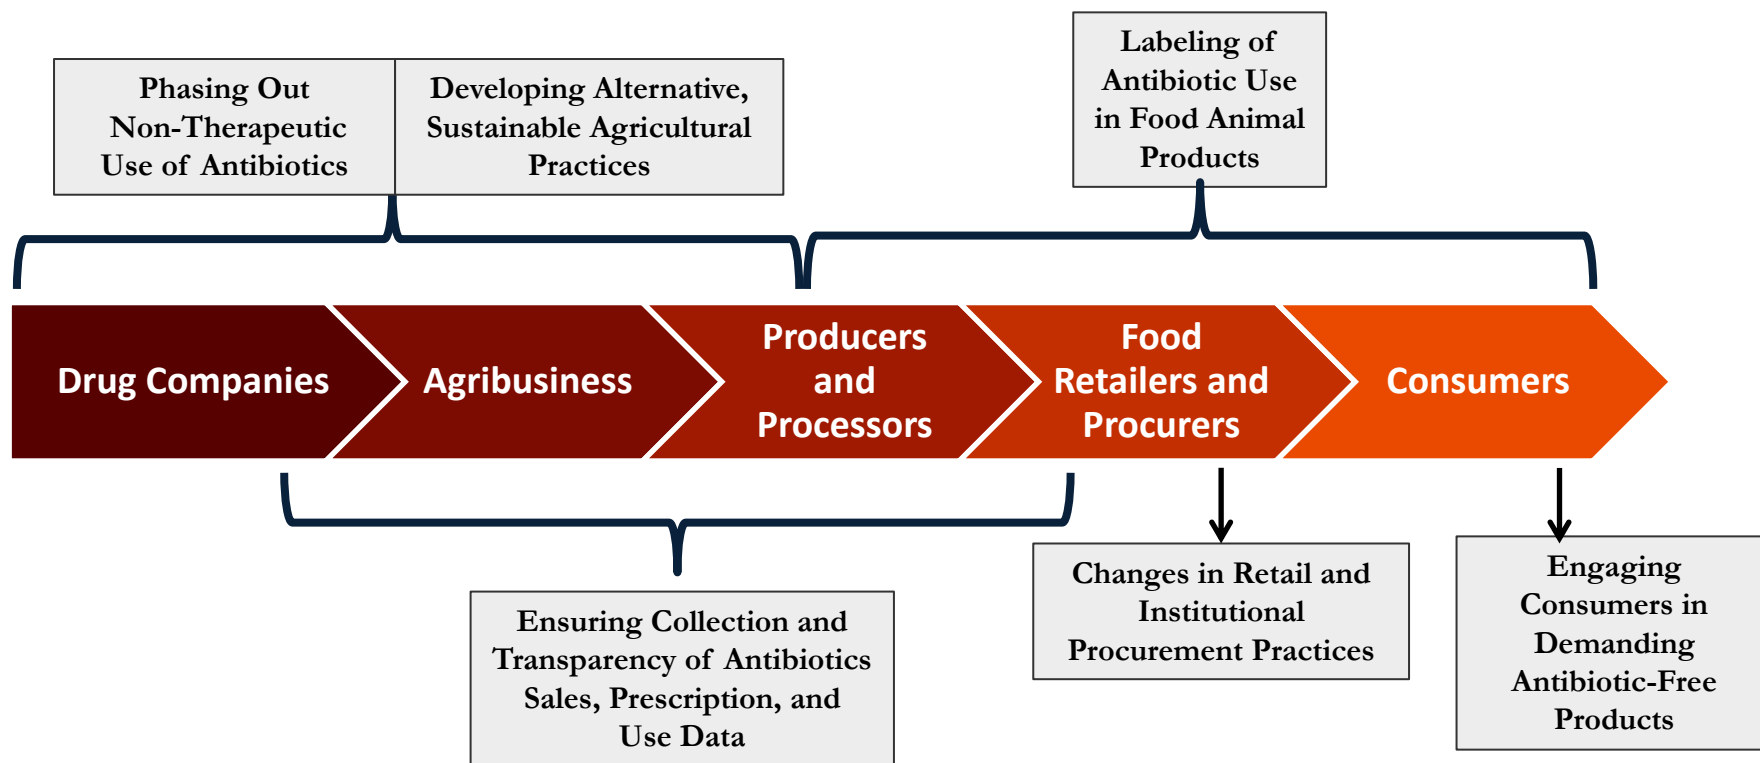 Phasing Out
Non-Therapeutic
Use of Antibiotics
Developing Alternative,
Sustainable Agricultural
Practices
Labeling of
Antibiotic Use
in Food Animal
Products
Drug Companies
Agribusiness
Producers
and
Processors
Food
Retailers and
Procurers
Consumers
Ensuring Collection and
Transparency of Antibiotics
Sales, Prescription, and
Use Data
Changes in Retail and
Institutional
Procurement Practices
Engaging
Consumers in
Demanding
Antibiotic-Free
Products